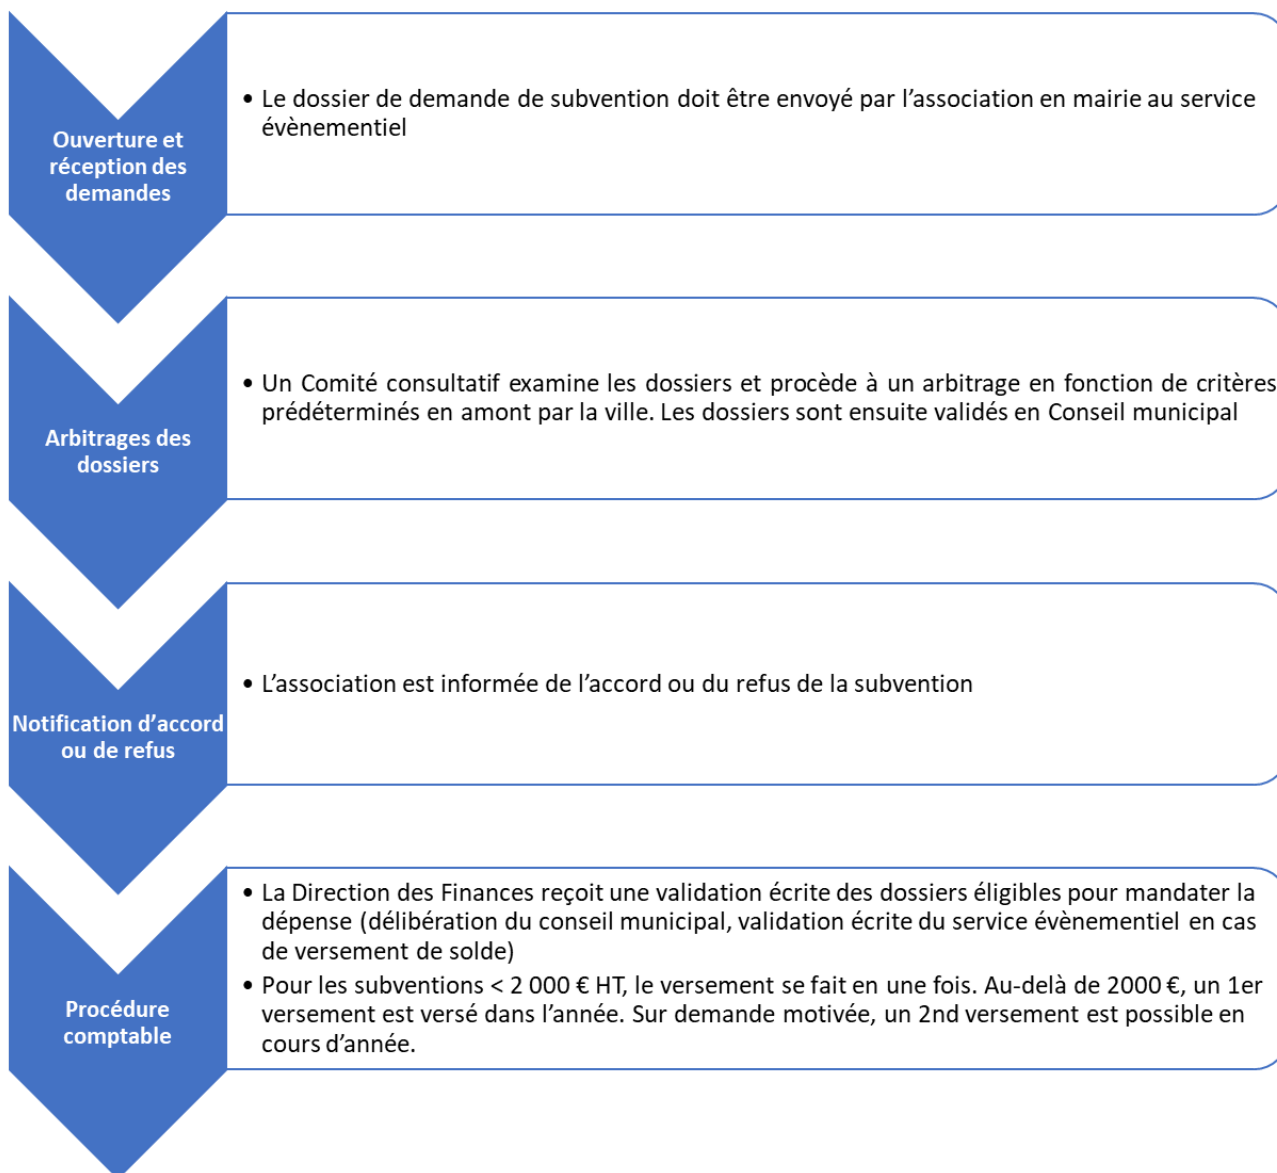 Ouverture et
réception des
demandes
• Le dossier de demande de subvention doit être envoyé par l’association en mairie au service
évènementiel
Arbitrages des
dossiers
• Un Comité consultatif examine les dossiers et procède à un arbitrage en fonction de critères
prédéterminés en amont par la ville. Les dossiers sont ensuite validés en Conseil municipal
Notification d’accord
ou de refus
• L’association est informée de l’accord ou du refus de la subvention
Procédure
comptable
• La Direction des Finances reçoit une validation écrite des dossiers éligibles pour mandater la
dépense (délibération du conseil municipal, validation écrite du service évènementiel en cas
de versement de solde)
• Pour les subventions < 2 000 € HT, le versement se fait en une fois. Au-delà de 2000 €, un 1er
versement est versé dans l’année. Sur demande motivée, un 2nd versement est possible en
cours d’année.